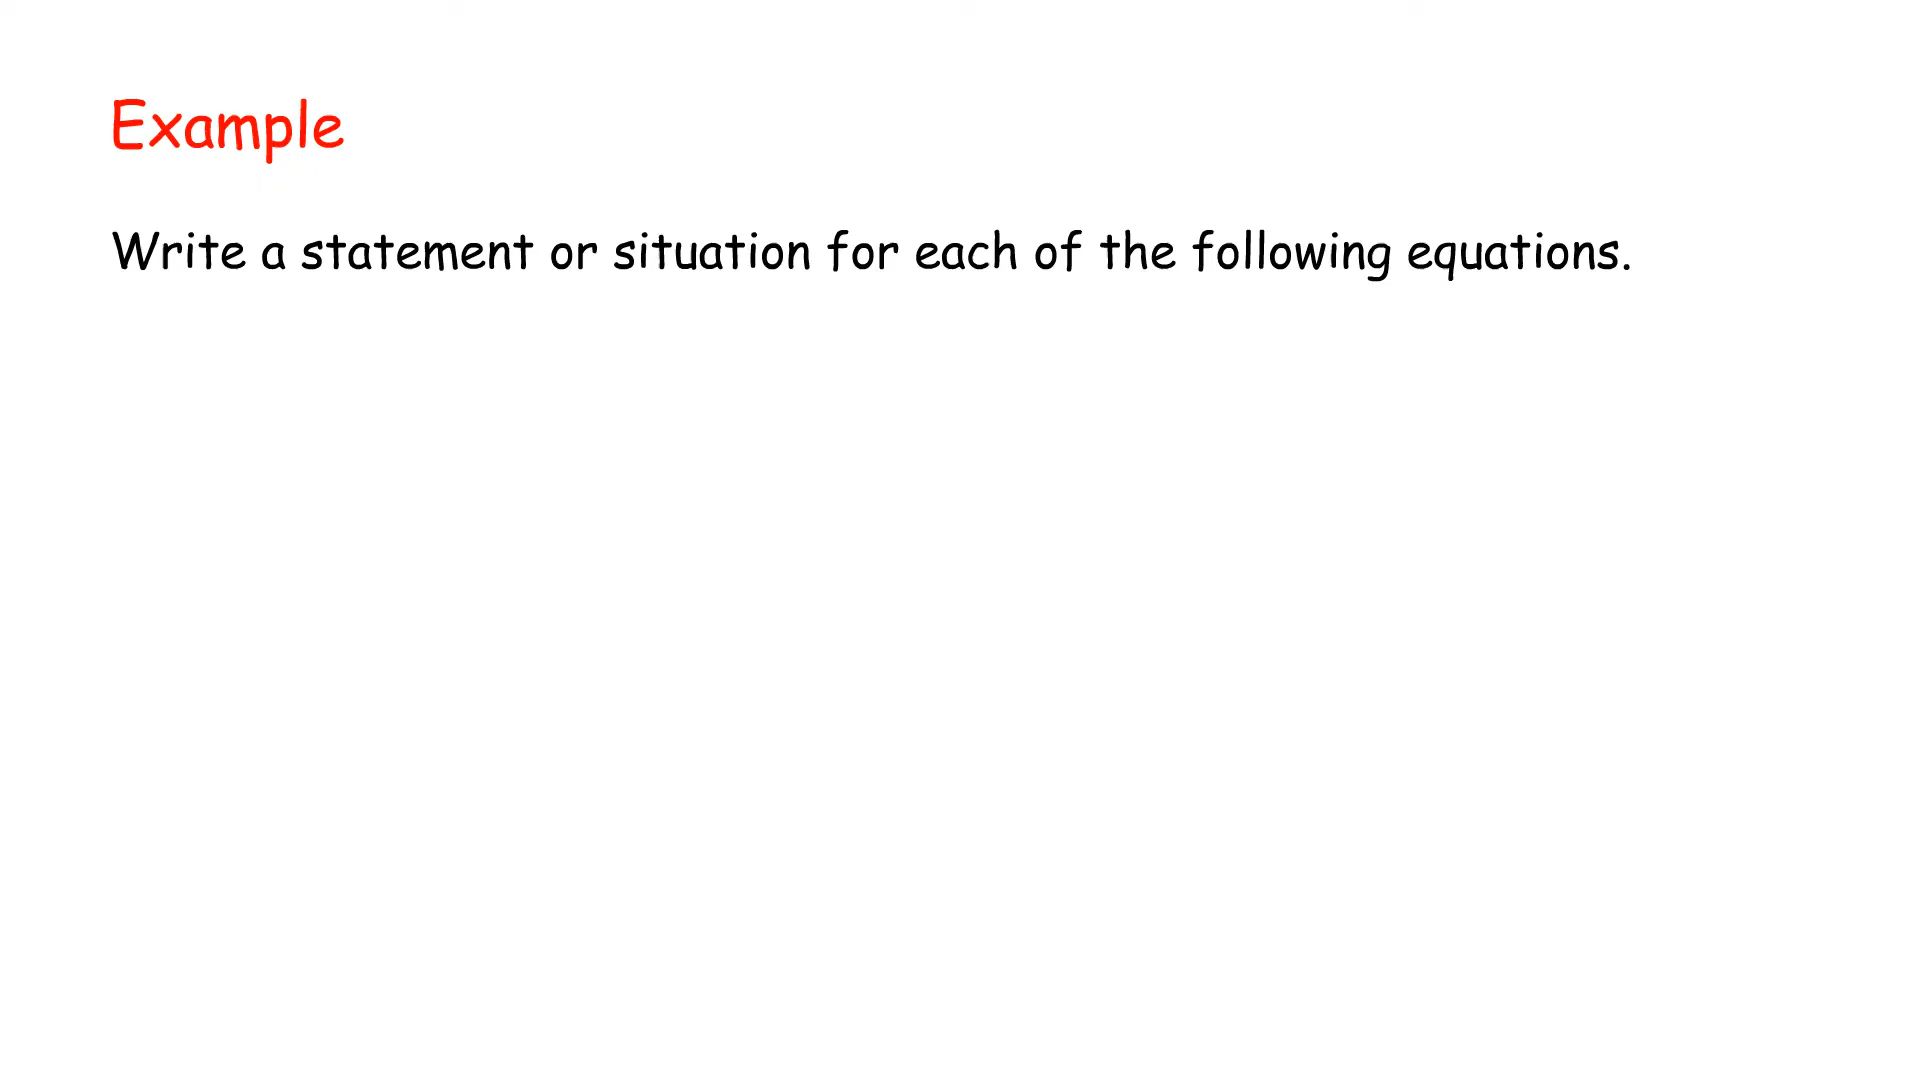 Example
Write a statement or situation for each of the following equations.